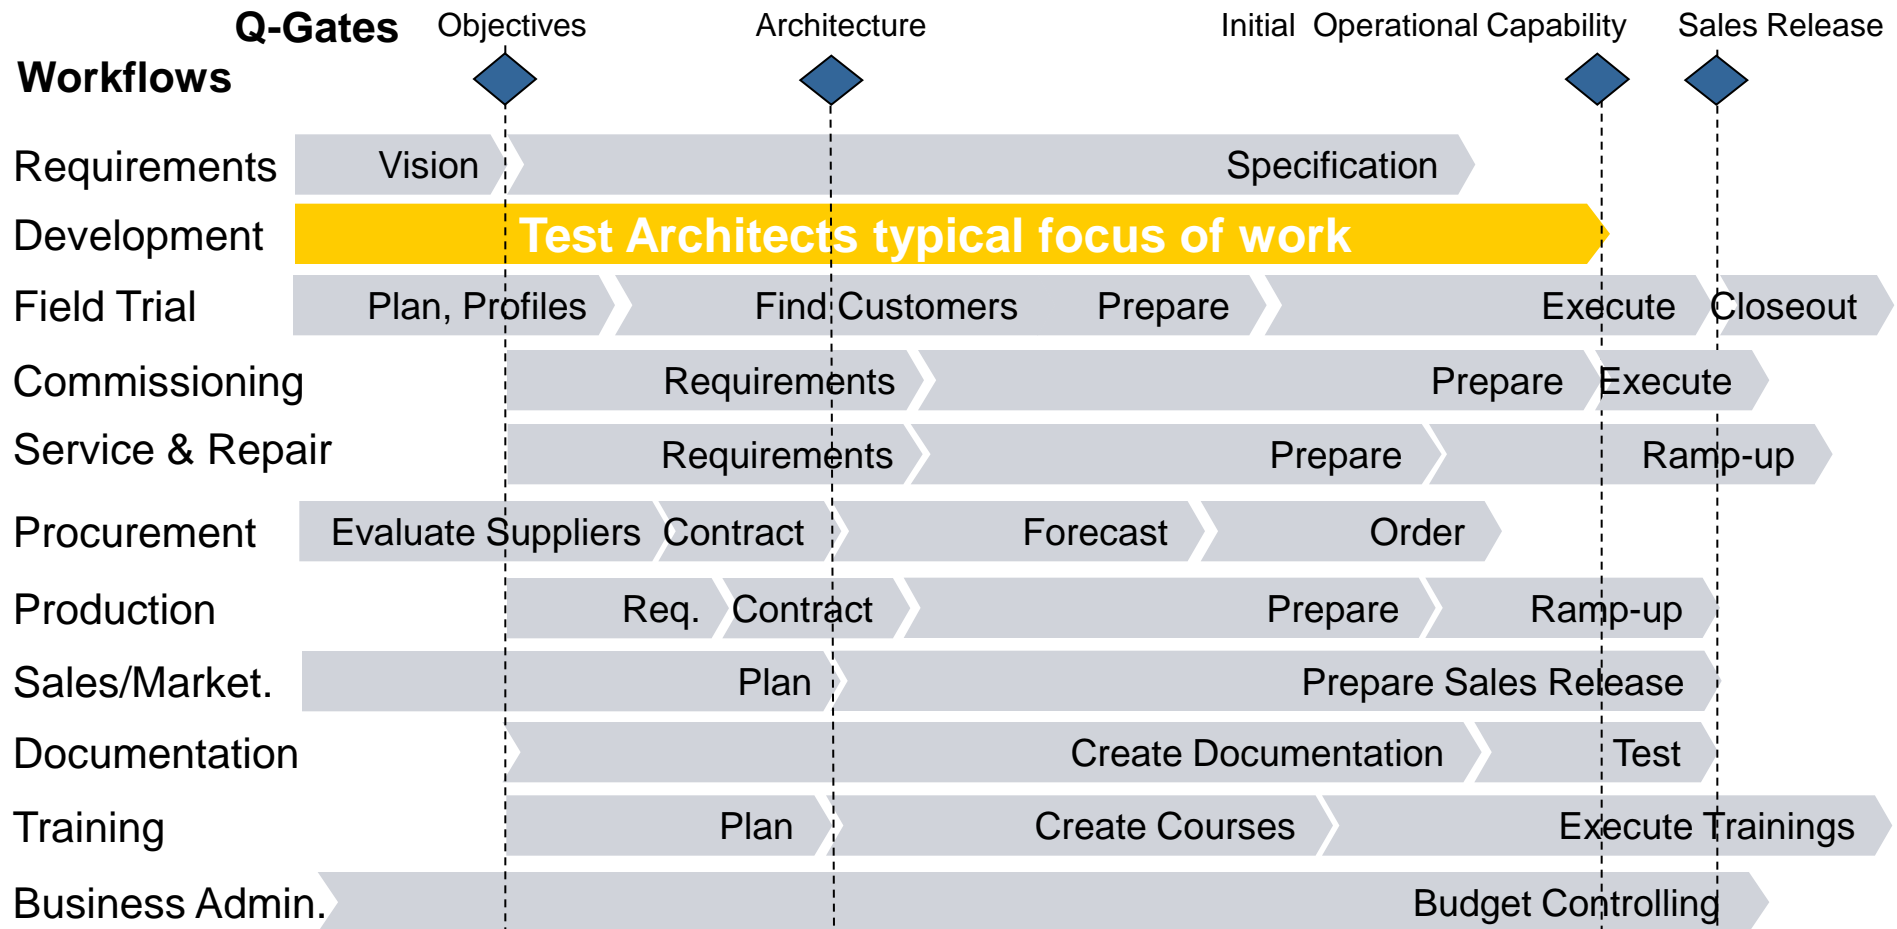 Q-Gates Objectives Architecture Initial Operational Capability Sales Release
Workflows
Requirements Vision Specification
Development Test Architects typical focus of work
Field Trial Plan, Profiles Find Customers Prepare Execute Closeout
Commissioning Requirements Prepare Execute
Service & Repair Requirements Prepare Ramp-up
Procurement Evaluate Suppliers Contract Forecast Order
Production Req. Contract Prepare Ramp-up
Sales/Market. Plan Prepare Sales Release
Documentation Create Documentation Test
Training Plan Create Courses Execute Trainings
Business Admin. Budget Controlling